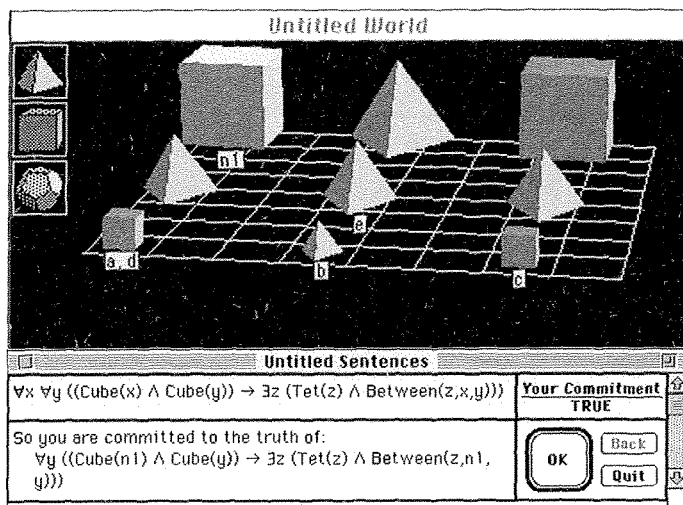 Untitled World
n1
e
a, d
b
c
Untitled Sentences
∀x ∀y ((Cube(x) ∧ Cube(y)) → ∃z (Tet(z) ∧ Between(z,x,y)))
Your Commitment
TRUE
So you are committed to the truth of:
∀y ((Cube(n1) ∧ Cube(y)) → ∃z (Tet(z) ∧ Between(z,n1,
y)))
OK
Back
Quit